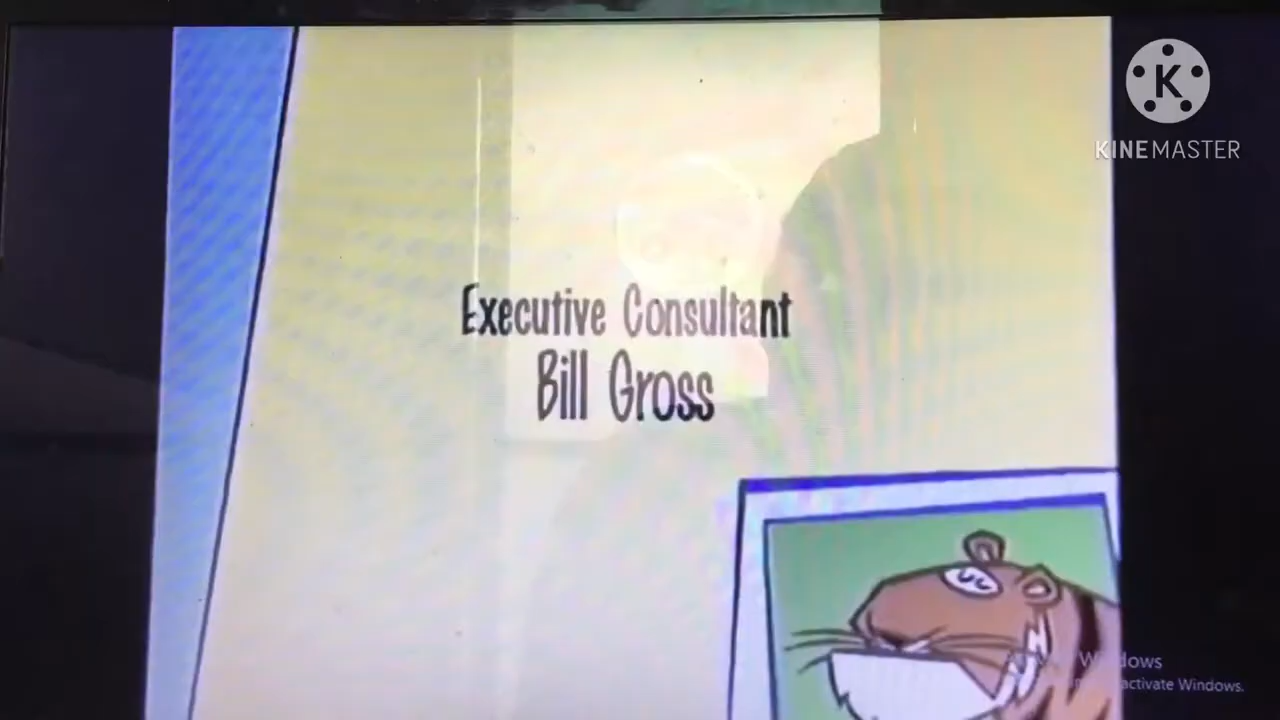 K
KINEMASTER
Executive Consultant
Bill Gross
Windows
activate Windows.